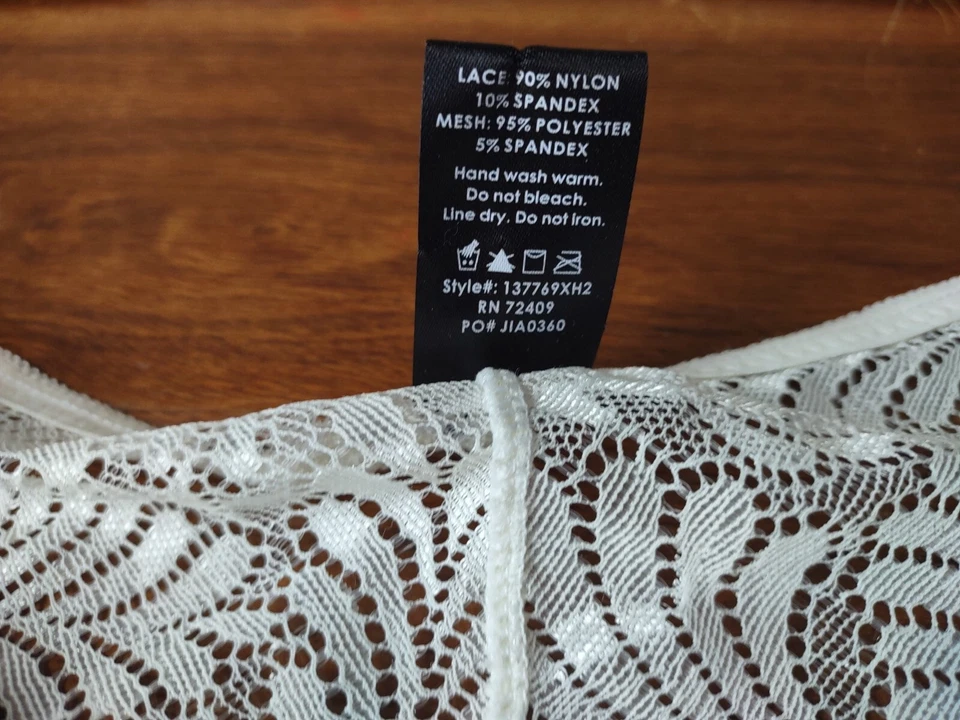 LACE: 90% NYLON
10% SPANDEX
MESH: 95% POLYESTER
5% SPANDEX
Hand wash warm.
Do not bleach.
Line dry. Do not iron.
Style#: 137769XH2
RN 72409
PO# JIA0360